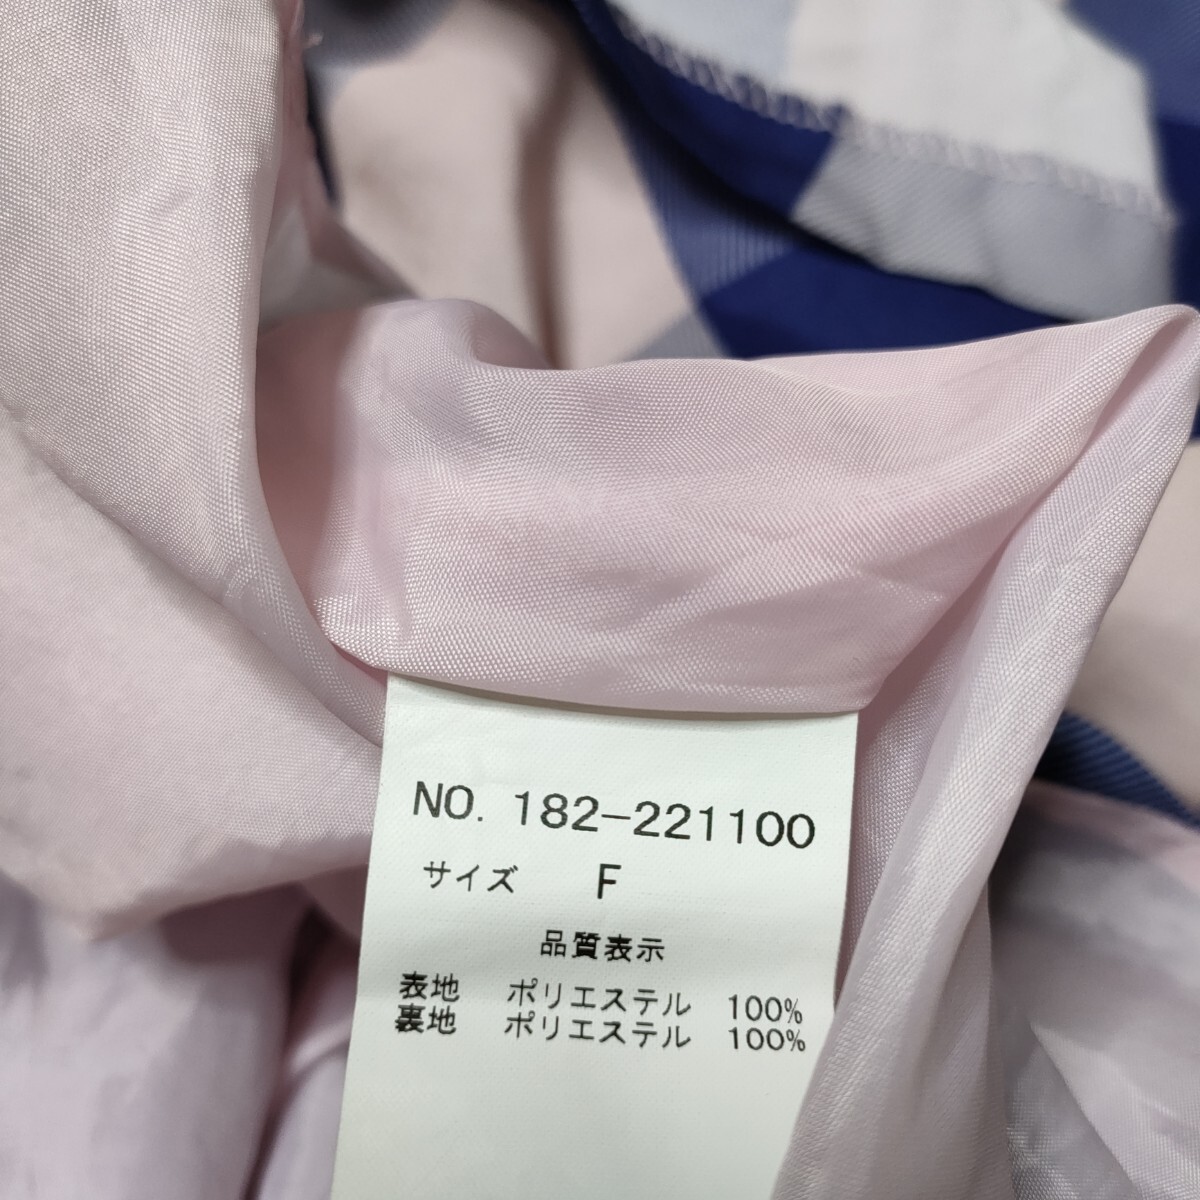 NO. 182-221100
サイズ F
品質表示
表地 ポリエステル 100%
裏地 ポリエステル 100%